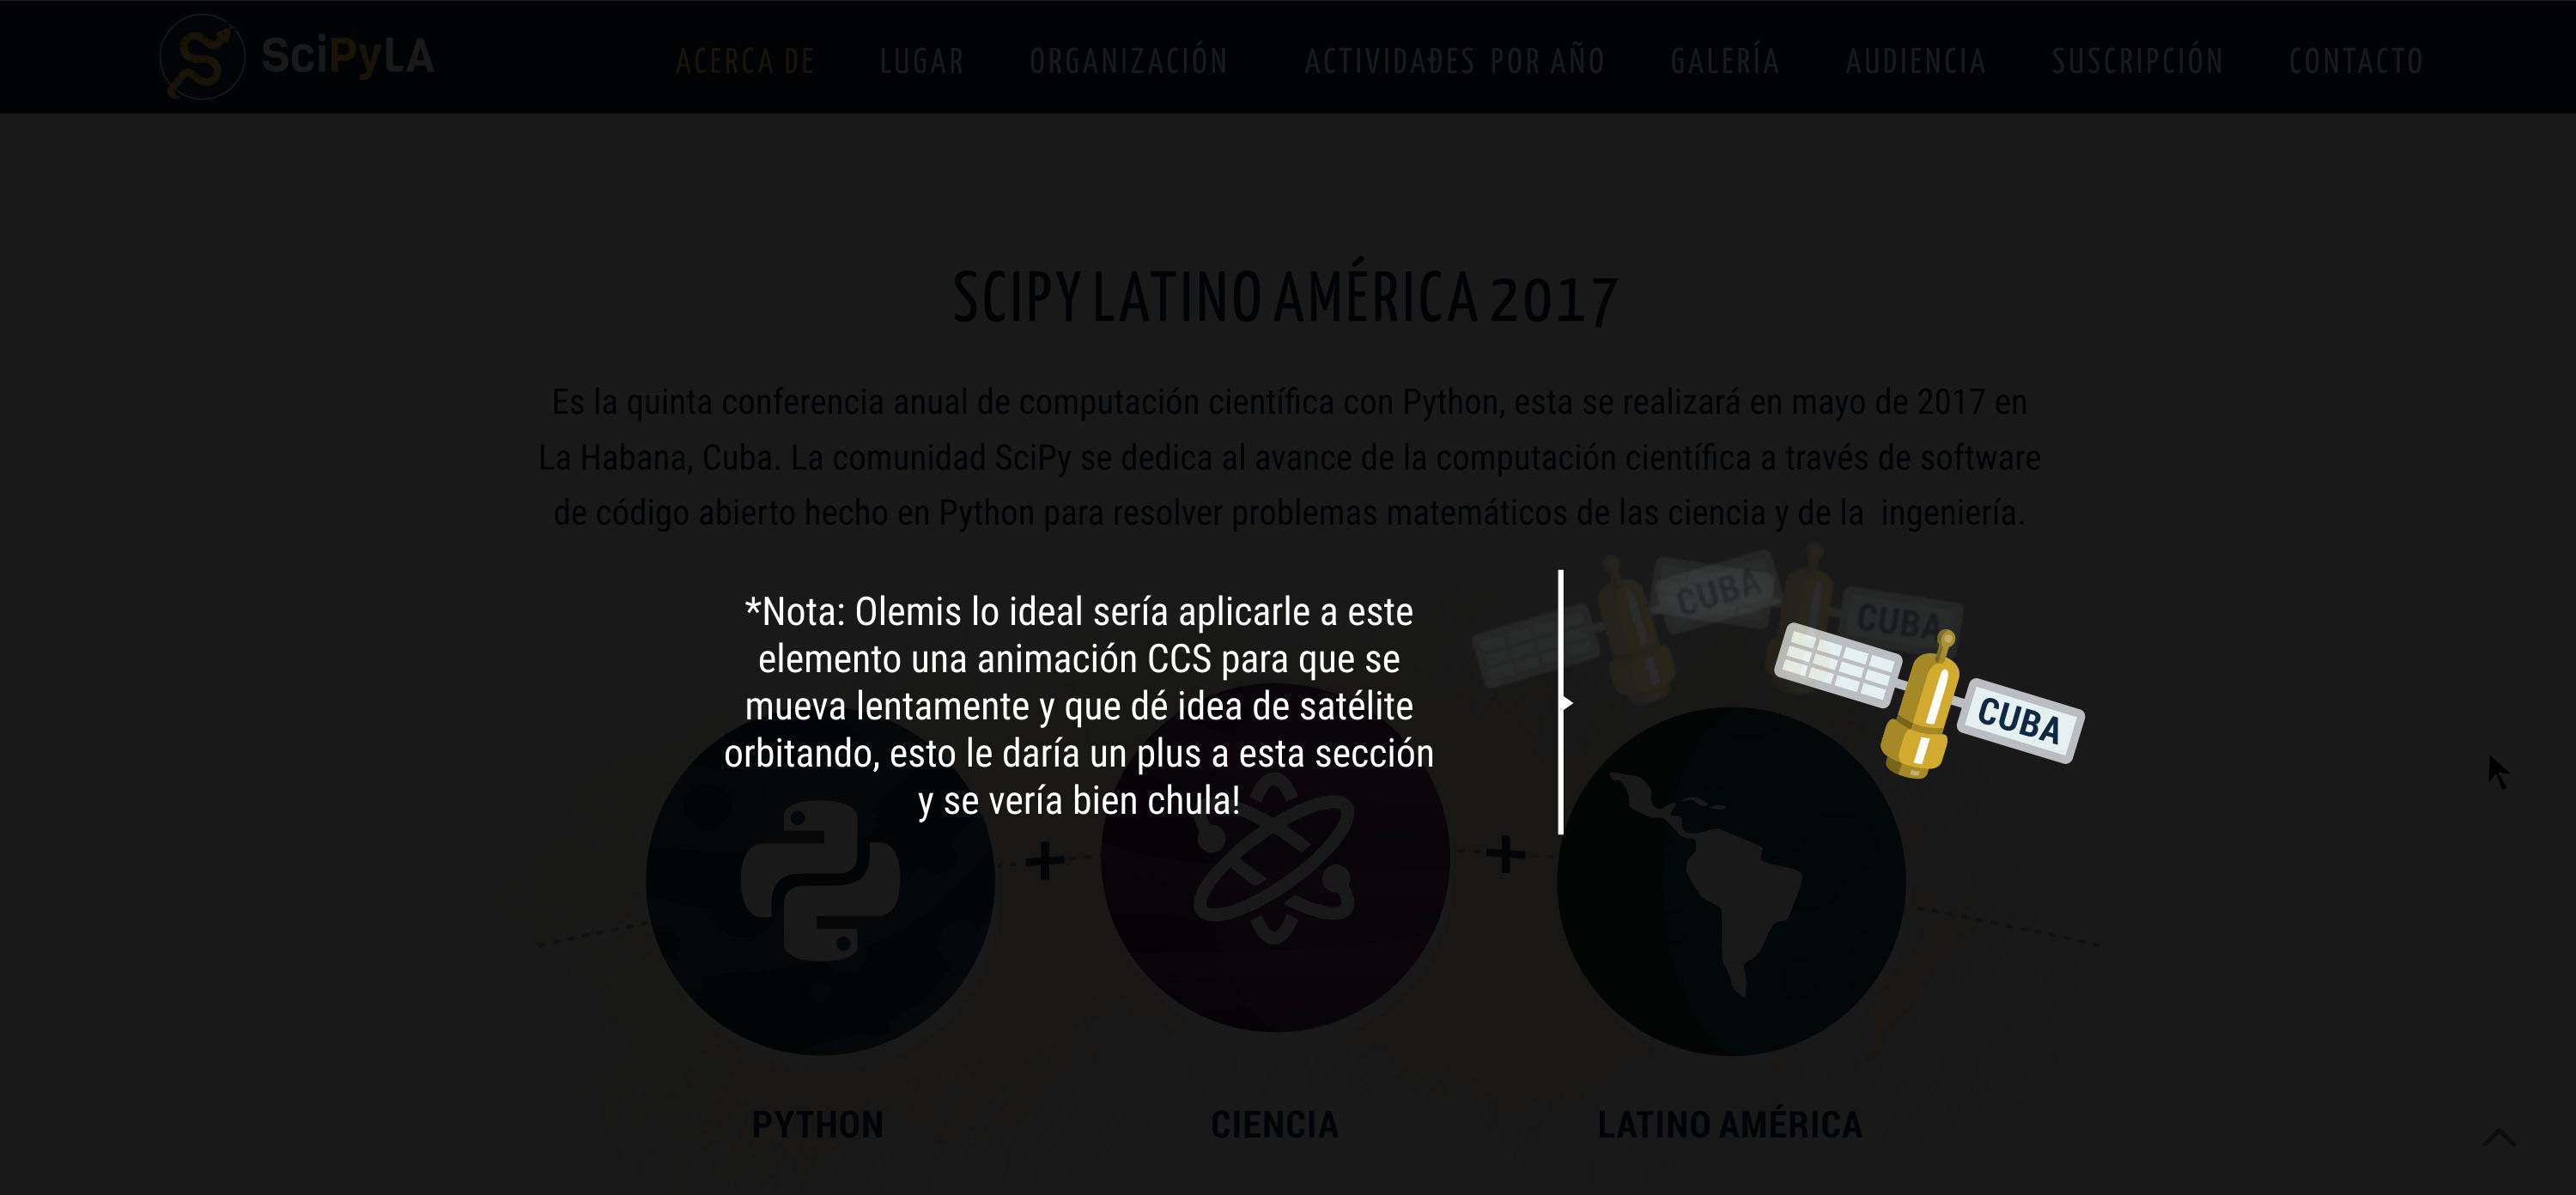 SciPyLA
ACERCA DE LUGAR ORGANIZACIÓN ACTIVIDADES POR AÑO GALERÍA AUDIENCIA SUSCRIPCIÓN CONTACTO
SCIPY LATINO AMÉRICA 2017
Es la quinta conferencia anual de computación científica con Python, esta se realizará en mayo de 2017 en
La Habana, Cuba. La comunidad SciPy se dedica al avance de la computación científica a través de software
de código abierto hecho en Python para resolver problemas matemáticos de las ciencia y de la ingeniería.
*Nota: Olemis lo ideal sería aplicarle a este
elemento una animación CCS para que se
mueva lentamente y que dé idea de satélite
orbitando, esto le daría un plus a esta sección
y se vería bien chula!
CUBA
CUBA
CUBA
PYTHON
CIENCIA
LATINO AMÉRICA